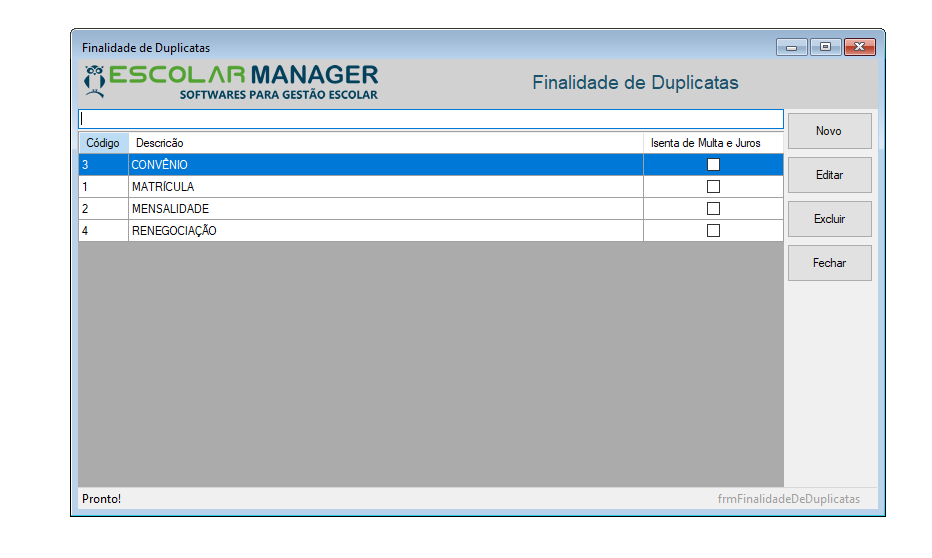 Finalidade de Duplicatas
ESCOLAR MANAGER
SOFTWARES PARA GESTÃO ESCOLAR
Finalidade de Duplicatas
Código Descricão Isenta de Multa e Juros
3 CONVÊNIO
1 MATRÍCULA
2 MENSALIDADE
4 RENEGOCIAÇÃO
Novo
Editar
Excluir
Fechar
Pronto! frmFinalidadeDeDuplicatas